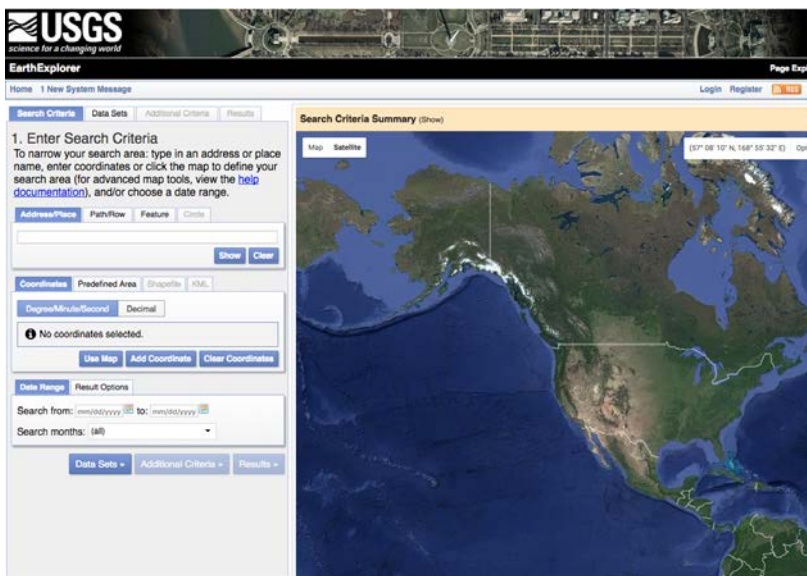 USGS
science for a changing world
EarthExplorer
Page Exp
Home 1 New System Message
Login Register RSS
Search Criteria Data Sets Additional Criteria Results
1. Enter Search Criteria
To narrow your search area: type in an address or place
name, enter coordinates or click the map to define your
search area (for advanced map tools, view the help
documentation), and/or choose a date range.
Address/Place Path/Row Feature Circle
Show Clear
Coordinates Predefined Area Shapefile KML
Degree/Minute/Second Decimal
No coordinates selected.
Use Map Add Coordinate Clear Coordinates
Date Range Result Options
Search from: mm/dd/yyyy to: mm/dd/yyyy
Search months: (all)
Data Sets » Additional Criteria » Results »
Search Criteria Summary (Show)
Map Satellite
(57° 08' 10" N, 168° 55' 32" E) Opt